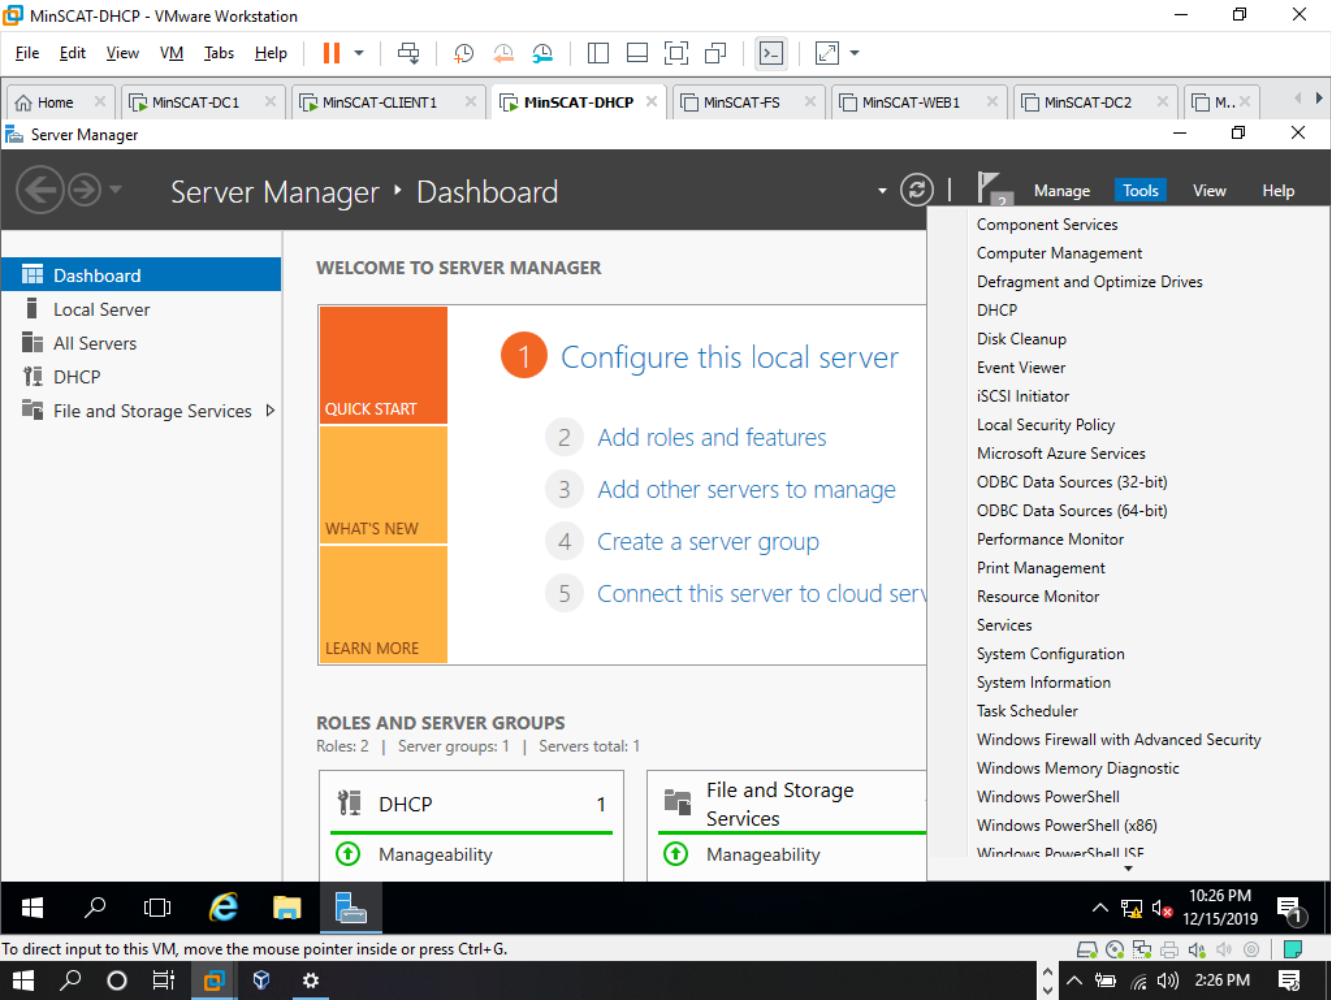 MinSCAT-DHCP - VMware Workstation
File Edit View VM Tabs Help
Home MinSCAT-DC1 MinSCAT-CLIENT1 MinSCAT-DHCP MinSCAT-FS MinSCAT-WEB1 MinSCAT-DC2 M..
Server Manager
Server Manager Dashboard
2 Manage Tools View Help
Dashboard
Local Server
All Servers
DHCP
File and Storage Services
WELCOME TO SERVER MANAGER
QUICK START
WHAT'S NEW
LEARN MORE
1 Configure this local server
2 Add roles and features
3 Add other servers to manage
4 Create a server group
5 Connect this server to cloud serv
ROLES AND SERVER GROUPS
Roles: 2 | Server groups: 1 | Servers total: 1
DHCP 1
Manageability
File and Storage
Services
Manageability
Component Services
Computer Management
Defragment and Optimize Drives
DHCP
Disk Cleanup
Event Viewer
iSCSI Initiator
Local Security Policy
Microsoft Azure Services
ODBC Data Sources (32-bit)
ODBC Data Sources (64-bit)
Performance Monitor
Print Management
Resource Monitor
Services
System Configuration
System Information
Task Scheduler
Windows Firewall with Advanced Security
Windows Memory Diagnostic
Windows PowerShell
Windows PowerShell (x86)
Windows PowerShell ISE
10:26 PM
12/15/2019
1
To direct input to this VM, move the mouse pointer inside or press Ctrl+G.
2:26 PM